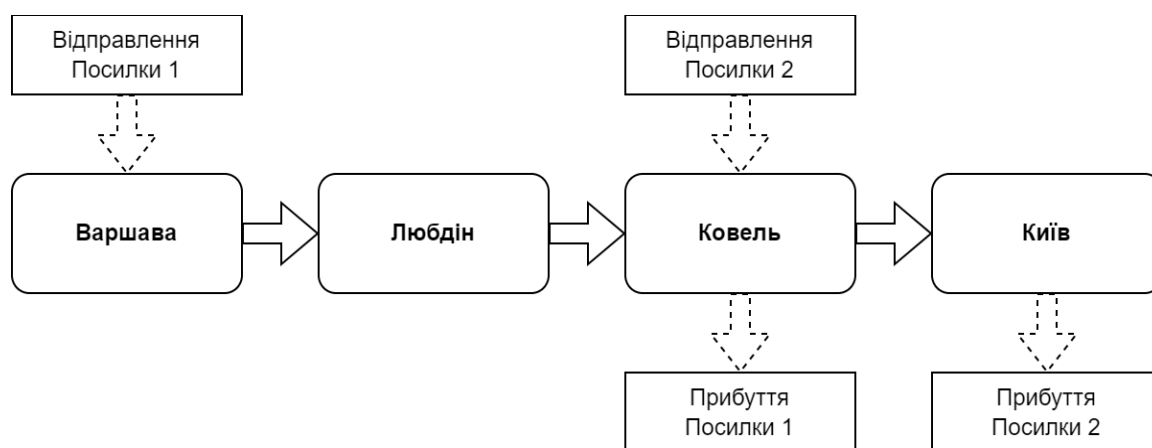 Відправлення
Посилки 1
Відправлення
Посилки 2
Варшава
Любдін
Ковель
Київ
Прибуття
Посилки 1
Прибуття
Посилки 2